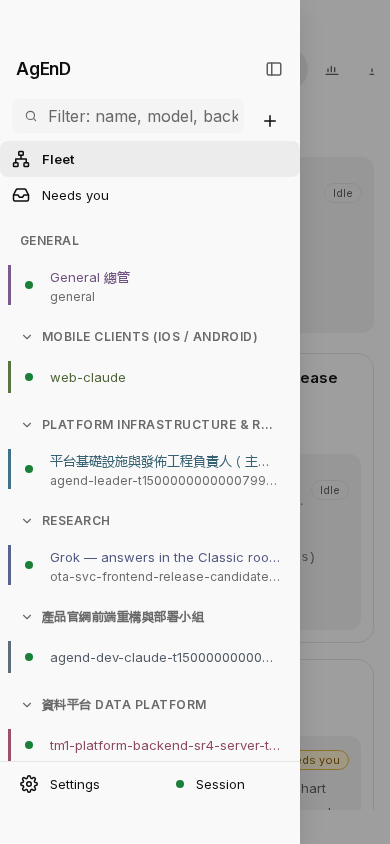 AgEnD
Filter: name, model, back
Fleet
Needs you
GENERAL
General 總管
general
MOBILE CLIENTS (IOS / ANDROID)
web-claude
PLATFORM INFRASTRUCTURE & R…
平台基礎設施與發佈工程負責人（主…
agend-leader-t1500000000000799…
RESEARCH
Grok — answers in the Classic roo…
ota-svc-frontend-release-candidate…
產品官網前端重構與部署小組
agend-dev-claude-t15000000000…
資料平台 DATA PLATFORM
tm1-platform-backend-sr4-server-t…
Settings
Session
Idle
ease
Idle
s)
ds you
hart